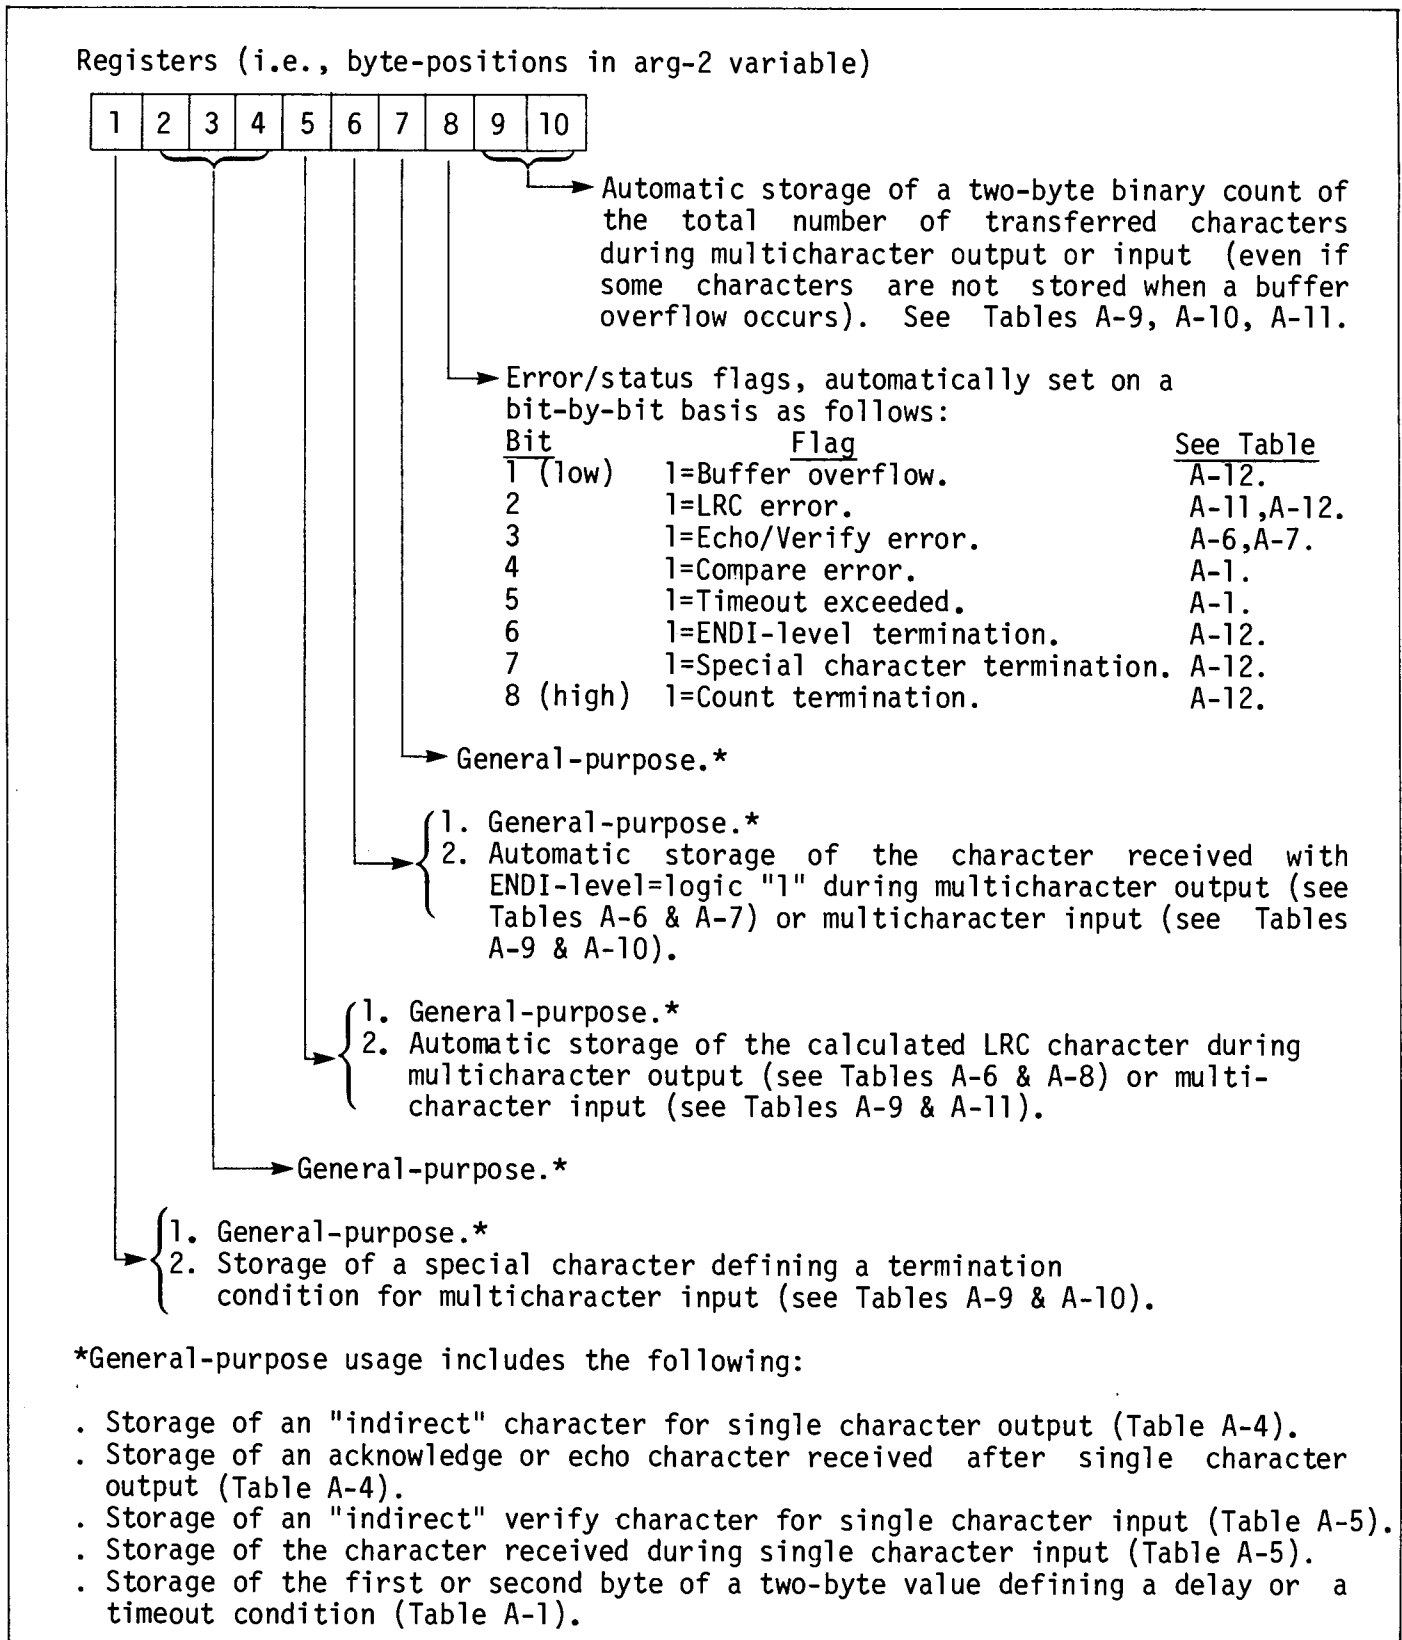 Registers (i.e., byte-positions in arg-2 variable)
1 2 3 4 5 6 7 8 9 10
Automatic storage of a two-byte binary count of
the total number of transferred characters
during multicharacter output or input (even if
some characters are not stored when a buffer
overflow occurs). See Tables A-9, A-10, A-11.
Error/status flags, automatically set on a
bit-by-bit basis as follows:
Bit Flag See Table
1 (low) 1=Buffer overflow. A-12.
2 1=LRC error. A-11,A-12.
3 1=Echo/Verify error. A-6,A-7.
4 1=Compare error. A-1.
5 1=Timeout exceeded. A-1.
6 1=ENDI-level termination. A-12.
7 1=Special character termination. A-12.
8 (high) 1=Count termination. A-12.
General-purpose.*
1. General-purpose.*
2. Automatic storage of the character received with
ENDI-level=logic "1" during multicharacter output (see
Tables A-6 & A-7) or multicharacter input (see Tables
A-9 & A-10).
1. General-purpose.*
2. Automatic storage of the calculated LRC character during
multicharacter output (see Tables A-6 & A-8) or multi-
character input (see Tables A-9 & A-11).
General-purpose.*
1. General-purpose.*
2. Storage of a special character defining a termination
condition for multicharacter input (see Tables A-9 & A-10).
*General-purpose usage includes the following:
. Storage of an "indirect" character for single character output (Table A-4).
. Storage of an acknowledge or echo character received after single character
output (Table A-4).
. Storage of an "indirect" verify character for single character input (Table A-5).
. Storage of the character received during single character input (Table A-5).
. Storage of the first or second byte of a two-byte value defining a delay or a
timeout condition (Table A-1).